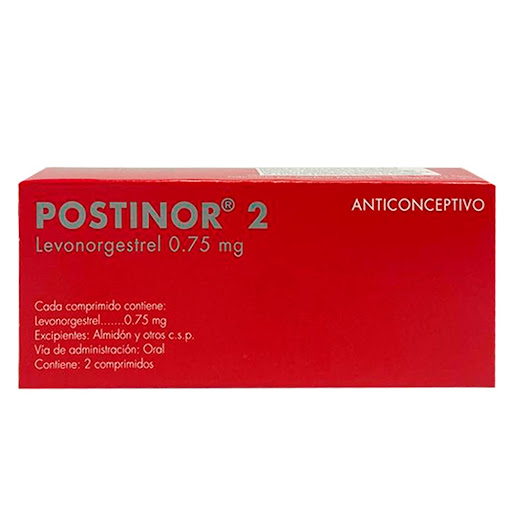 POSTINOR® 2
ANTICONCEPTIVO
Levonorgestrel 0.75 mg
Cada comprimido contiene:
Levonorgestrel.......0.75 mg
Excipientes: Almidón y otros c.s.p.
Vía de administración: Oral
Contiene: 2 comprimidos